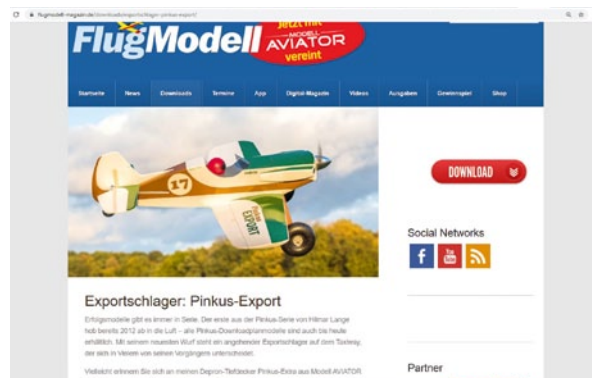 flugmodell-magazin.de/downloads/exportschlager-pinkus-export/
FlugModell
Jetzt mit
MODELL
AVIATOR
vereint
Startseite News Downloads Termine App Digital-Magazin Videos Ausgaben Gewinnspiel Shop
17
EXPORT
DOWNLOAD
Social Networks
f
You
Tube
Exportschlager: Pinkus-Export
Erfolgsmodelle gibt es immer in Serie. Der erste aus der Pinkus-Serie von Hilmar Lange
hob bereits 2012 ab in die Luft – alle Pinkus-Downloadplanmodelle sind auch bis heute
erhältlich. Mit seinem neuesten Wurf steht ein angehender Exportschlager auf dem Taxiway,
der sich in Vielem von seinen Vorgängern unterscheidet.
Partner
Vielleicht erinnern Sie sich an meinen Depron-Tiefdecker Pinkus-Extra aus Modell AVIATOR